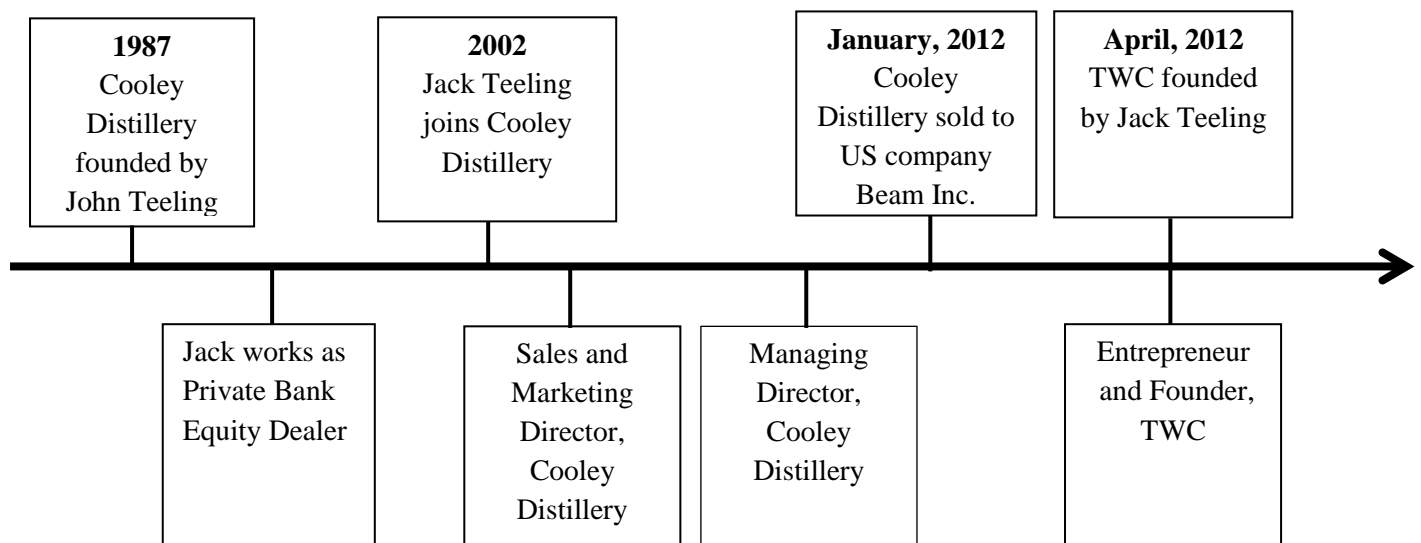 1987
Cooley
Distillery
founded by
John Teeling
2002
Jack Teeling
joins Cooley
Distillery
January, 2012
Cooley
Distillery sold to
US company
Beam Inc.
April, 2012
TWC founded
by Jack Teeling
Jack works as
Private Bank
Equity Dealer
Sales and
Marketing
Director,
Cooley
Distillery
Managing
Director,
Cooley
Distillery
Entrepreneur
and Founder,
TWC